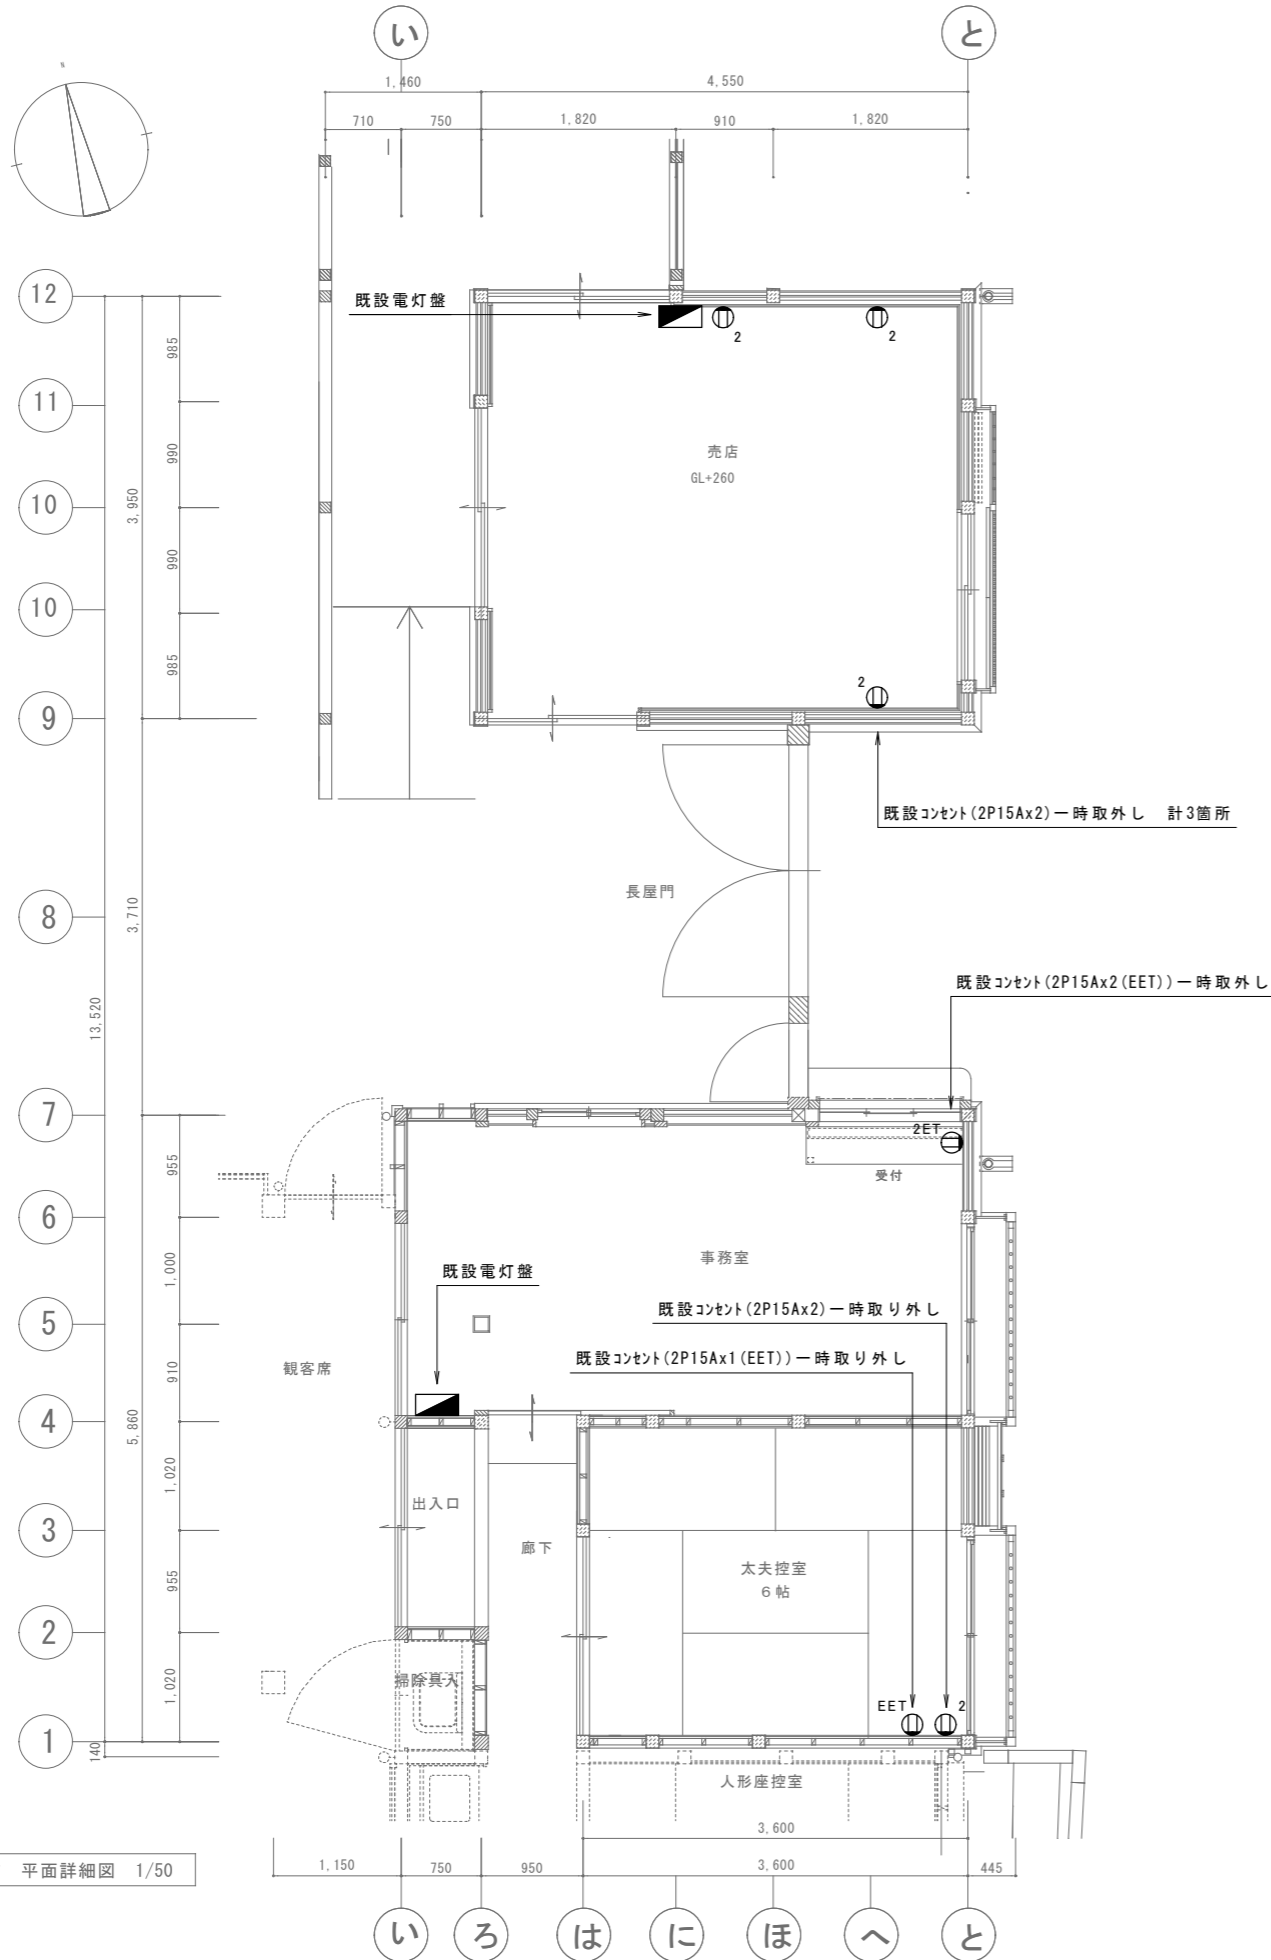 い
と
1,460
4,550
710
750
1,820
910
1,820
12
既設電灯盤
2
2
985
11
売店
990
GL+260
10
3,950
990
10
985
2
9
既設コンセント(2P15Ax2)一時取外し 計3箇所
長屋門
8
3,710
既設コンセント(2P15Ax2(EET))一時取外し
13,520
7
2ET
955
受付
6
事務室
1,000
既設電灯盤
既設コンセント(2P15Ax2)一時取り外し
5
既設コンセント(2P15Ax1(EET))一時取り外し
観客席
910
4
5,860
1,020
出入口
3
廊下
太夫控室
955
6帖
2
掃除具入
1,020
EET
2
1
140
人形座控室
3,600
平面詳細図 1/50
1,150
750
950
3,600
445
い
ろ
は
に
ほ
へ
と